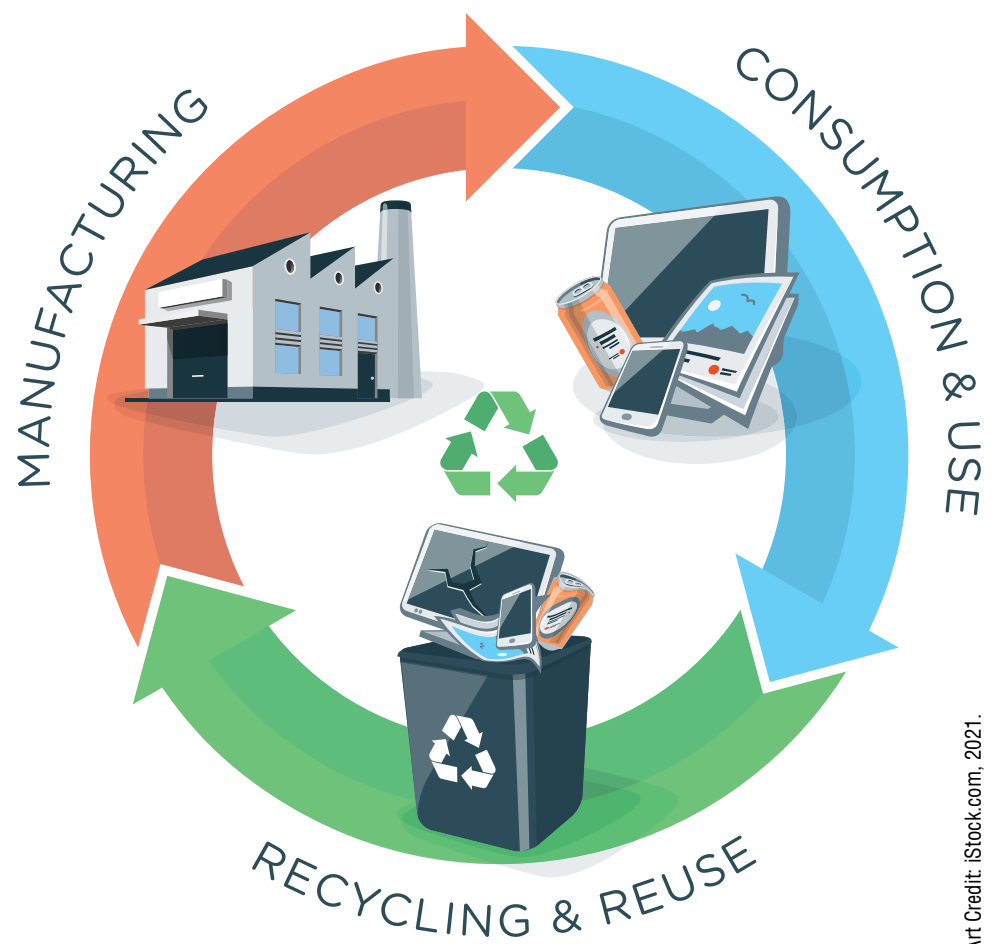 MANUFACTURING
CONSUMPTION & USE
RECYCLING & REUSE
Art Credit: iStock.com, 2021.